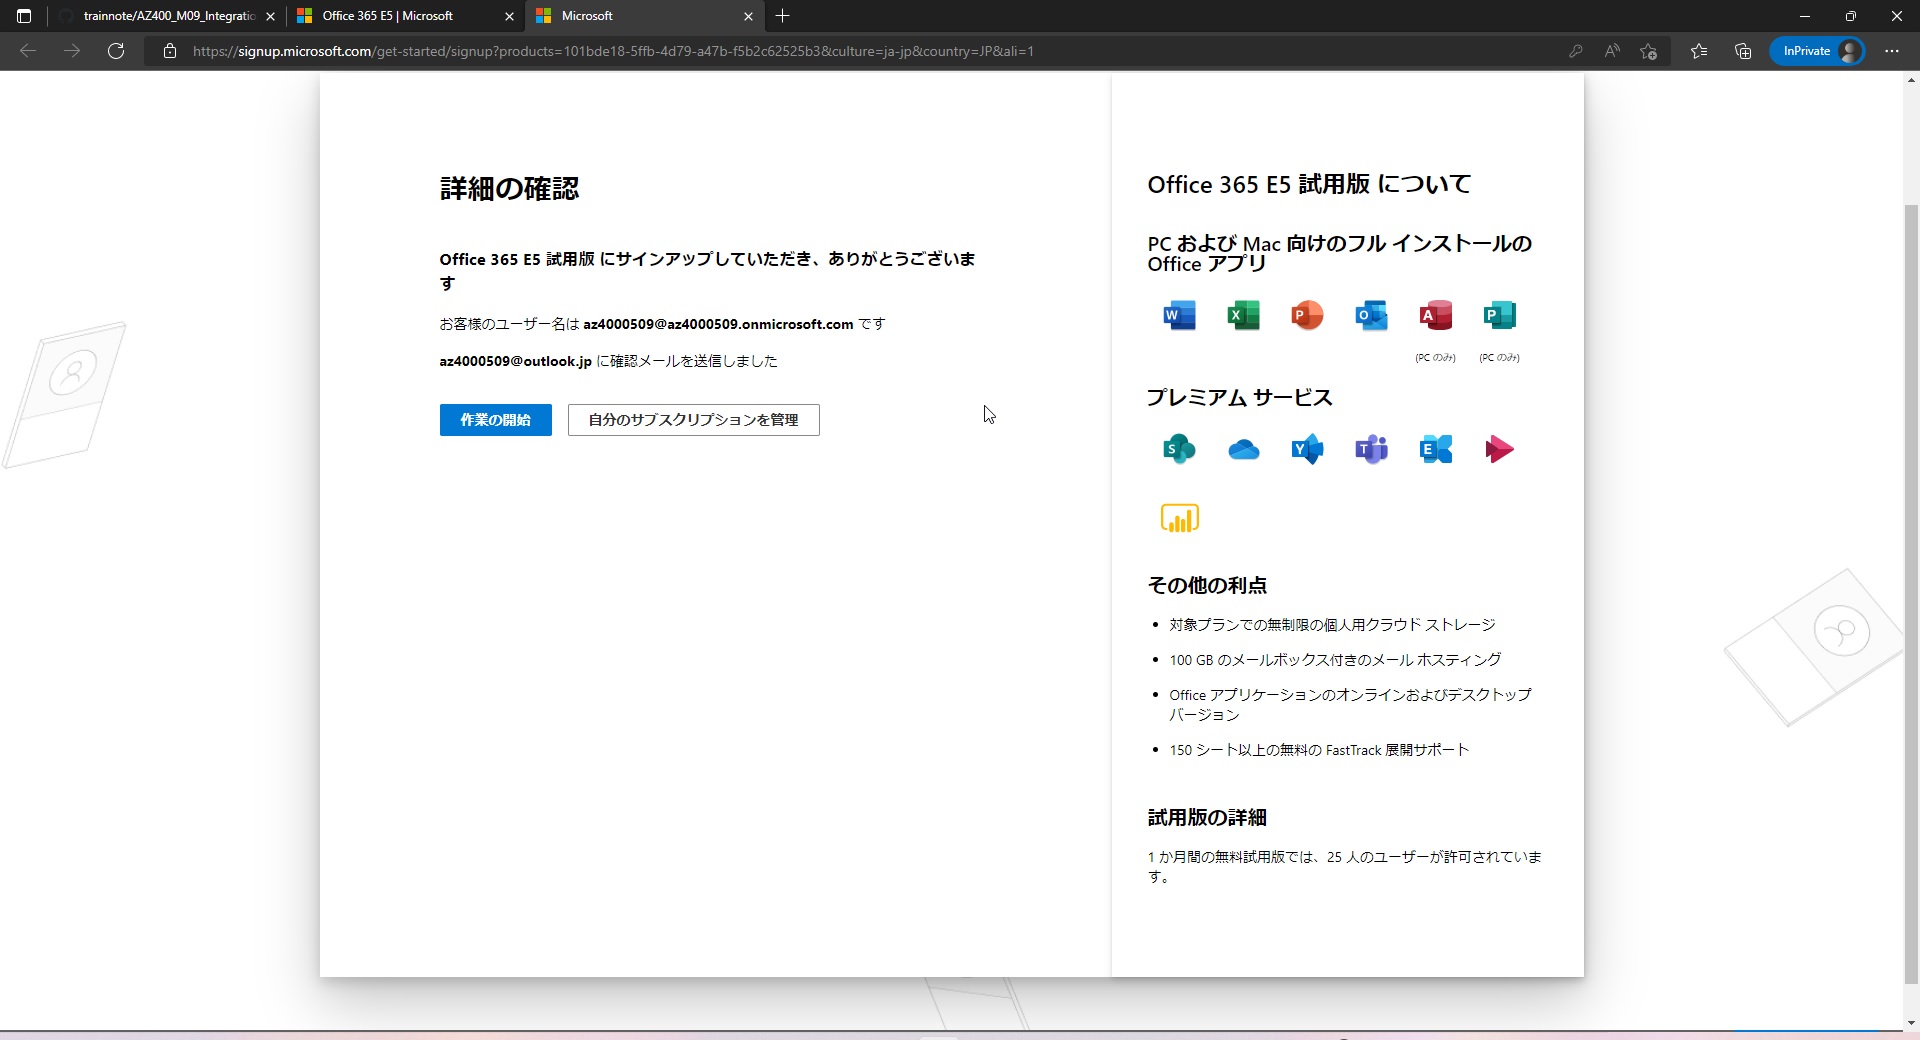 trainnote/AZ400_M09_Integratio
Office 365 E5 | Microsoft
Microsoft
https://signup.microsoft.com/get-started/signup?products=101bde18-5ffb-4d79-a47b-f5b2c62525b3&culture=ja-jp&country=JP&ali=1
InPrivate
詳細の確認
Office 365 E5 試用版 にサインアップしていただき、ありがとうございま
す
お客様のユーザー名は az4000509@az4000509.onmicrosoft.com です
az4000509@outlook.jp に確認メールを送信しました
作業の開始
自分のサブスクリプションを管理
Office 365 E5 試用版 について
PC および Mac 向けのフル インストールの
Office アプリ
W X P O A P
(PC のみ) (PC のみ)
プレミアム サービス
S Y T E
その他の利点
• 対象プランでの無制限の個人用クラウド ストレージ
• 100 GB のメールボックス付きのメール ホスティング
• Office アプリケーションのオンラインおよびデスクトップ
バージョン
• 150 シート以上の無料の FastTrack 展開サポート
試用版の詳細
1 か月間の無料試用版では、25 人のユーザーが許可されていま
す。